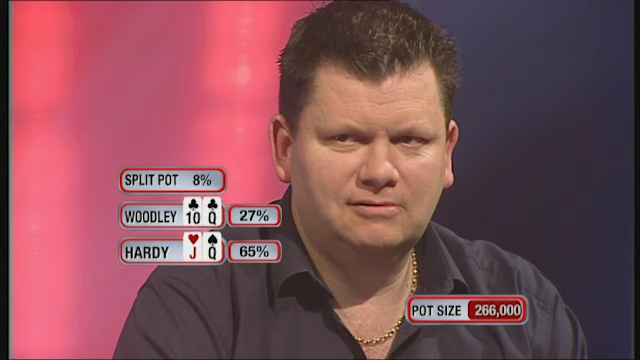 SPLIT POT 8%
WOODLEY 10 Q 27%
HARDY J Q 65%
POT SIZE 266,000